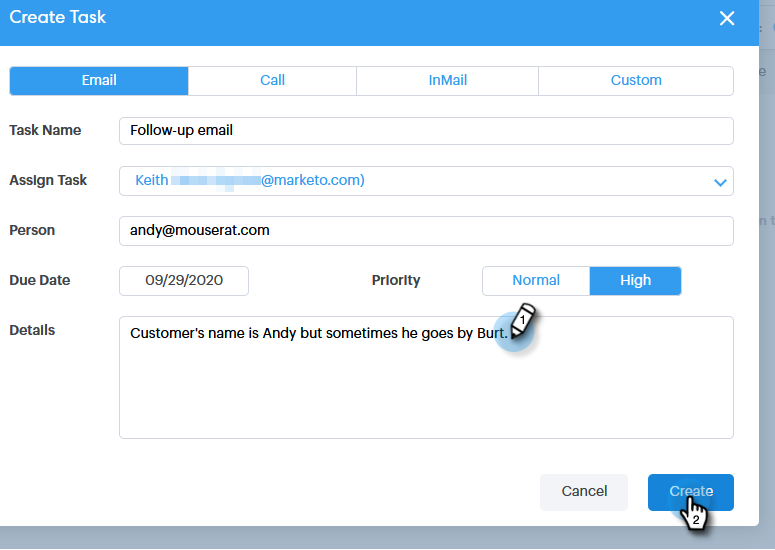 Create Task
Email Call InMail Custom
Task Name Follow-up email
Assign Task Keith @marketo.com)
Person andy@mouserat.com
Due Date 09/29/2020 Priority Normal High
Details Customer's name is Andy but sometimes he goes by Burt.
1
Cancel Create
2